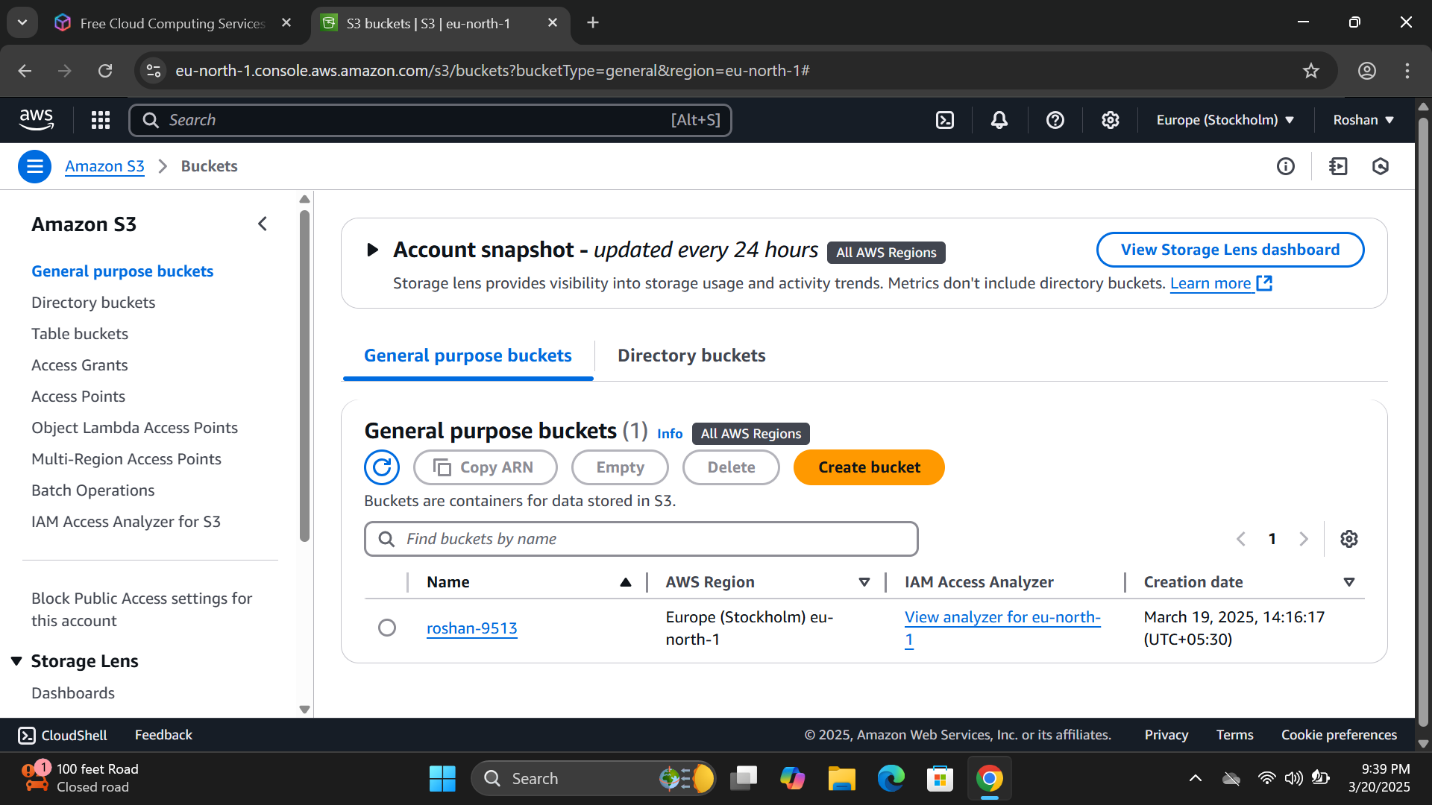 Free Cloud Computing Services
S3 buckets | S3 | eu-north-1
eu-north-1.console.aws.amazon.com/s3/buckets?bucketType=general&region=eu-north-1#
aws
Search [Alt+S]
Europe (Stockholm)
Roshan
Amazon S3
Buckets
Amazon S3
General purpose buckets
Directory buckets
Table buckets
Access Grants
Access Points
Object Lambda Access Points
Multi-Region Access Points
Batch Operations
IAM Access Analyzer for S3
Block Public Access settings for
this account
Storage Lens
Dashboards
Account snapshot - updated every 24 hours All AWS Regions
View Storage Lens dashboard
Storage lens provides visibility into storage usage and activity trends. Metrics don't include directory buckets. Learn more
General purpose buckets
Directory buckets
General purpose buckets (1) Info All AWS Regions
Copy ARN
Empty
Delete
Create bucket
Buckets are containers for data stored in S3.
Find buckets by name
1
Name
AWS Region
IAM Access Analyzer
Creation date
roshan-9513
Europe (Stockholm) eu-
north-1
View analyzer for eu-north-
1
March 19, 2025, 14:16:17
(UTC+05:30)
CloudShell
Feedback
© 2025, Amazon Web Services, Inc. or its affiliates.
Privacy
Terms
Cookie preferences
1
100 feet Road
Closed road
Search
9:39 PM
3/20/2025